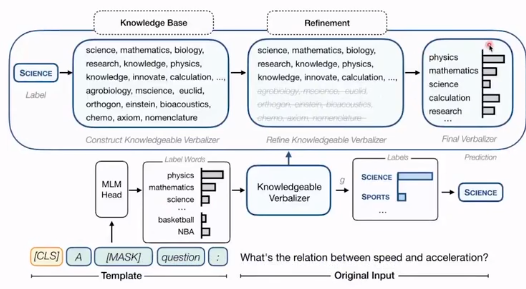 Knowledge Base
Refinement
SCIENCE
Label
science, mathematics, biology,
research, knowledge, physics,
knowledge, innovate, calculation, ...,
agrobiology, mscience, euclid,
orthogon, einstein, bioacoustics,
chemo, axiom, nomenclature
Construct Knowledgeable Verbalizer
science, mathematics, biology,
research, knowledge, physics,
knowledge, innovate, calculation, ...,
agrobiology, mscience, euclid,
orthogon, einstein, bioacoustics,
chemo, axiom, nomenclature
Refine Knowledgeable Verbalizer
physics
mathematics
science
calculation
research
...
Final Verbalizer
MLM
Head
Label Words
physics
mathematics
science
...
basketball
NBA
Knowledgeable
Verbalizer
g
Labels
SCIENCE
SPORTS
...
Prediction
SCIENCE
[CLS] A [MASK] question : What's the relation between speed and acceleration?
Template
Original Input